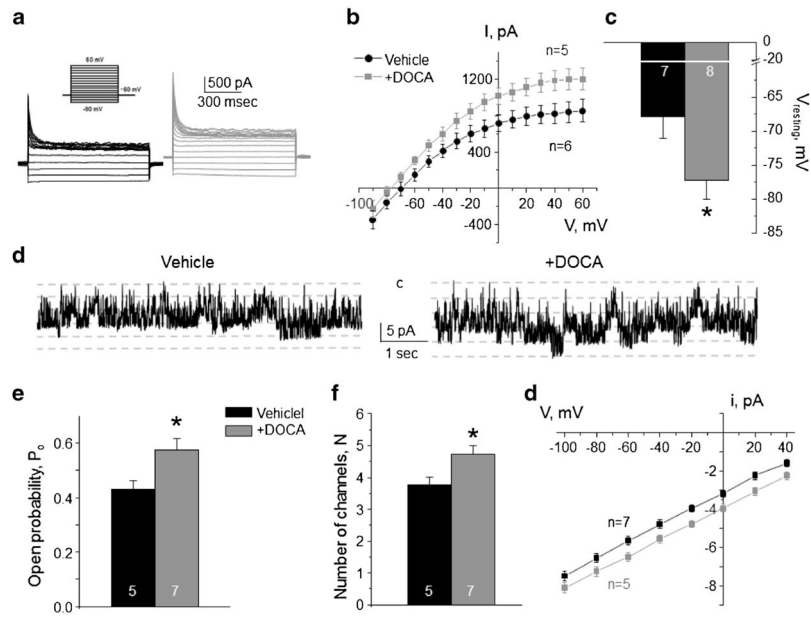 a
60 mV
-60 mV
-80 mV
500 pA
300 msec
b
I, pA
Vehicle
+DOCA
n=5
1200
400
n=6
-100 -80 -60 -40 -20 0 20 40 60
-400
V, mV
c
0
-20
-65
-70
-75
-80
-85
7
8
*
Vresting, mV
d
Vehicle
+DOCA
c
5 pA
1 sec
e
Open probability, P0
0.6
0.4
0.2
0.0
*
5
7
Vehiclel
+DOCA
f
Number of channels, N
6
5
4
3
2
1
0
*
5
7
d
V, mV
i, pA
-100 -80 -60 -40 -20 0 20 40
-2
-4
-6
-8
n=7
n=5